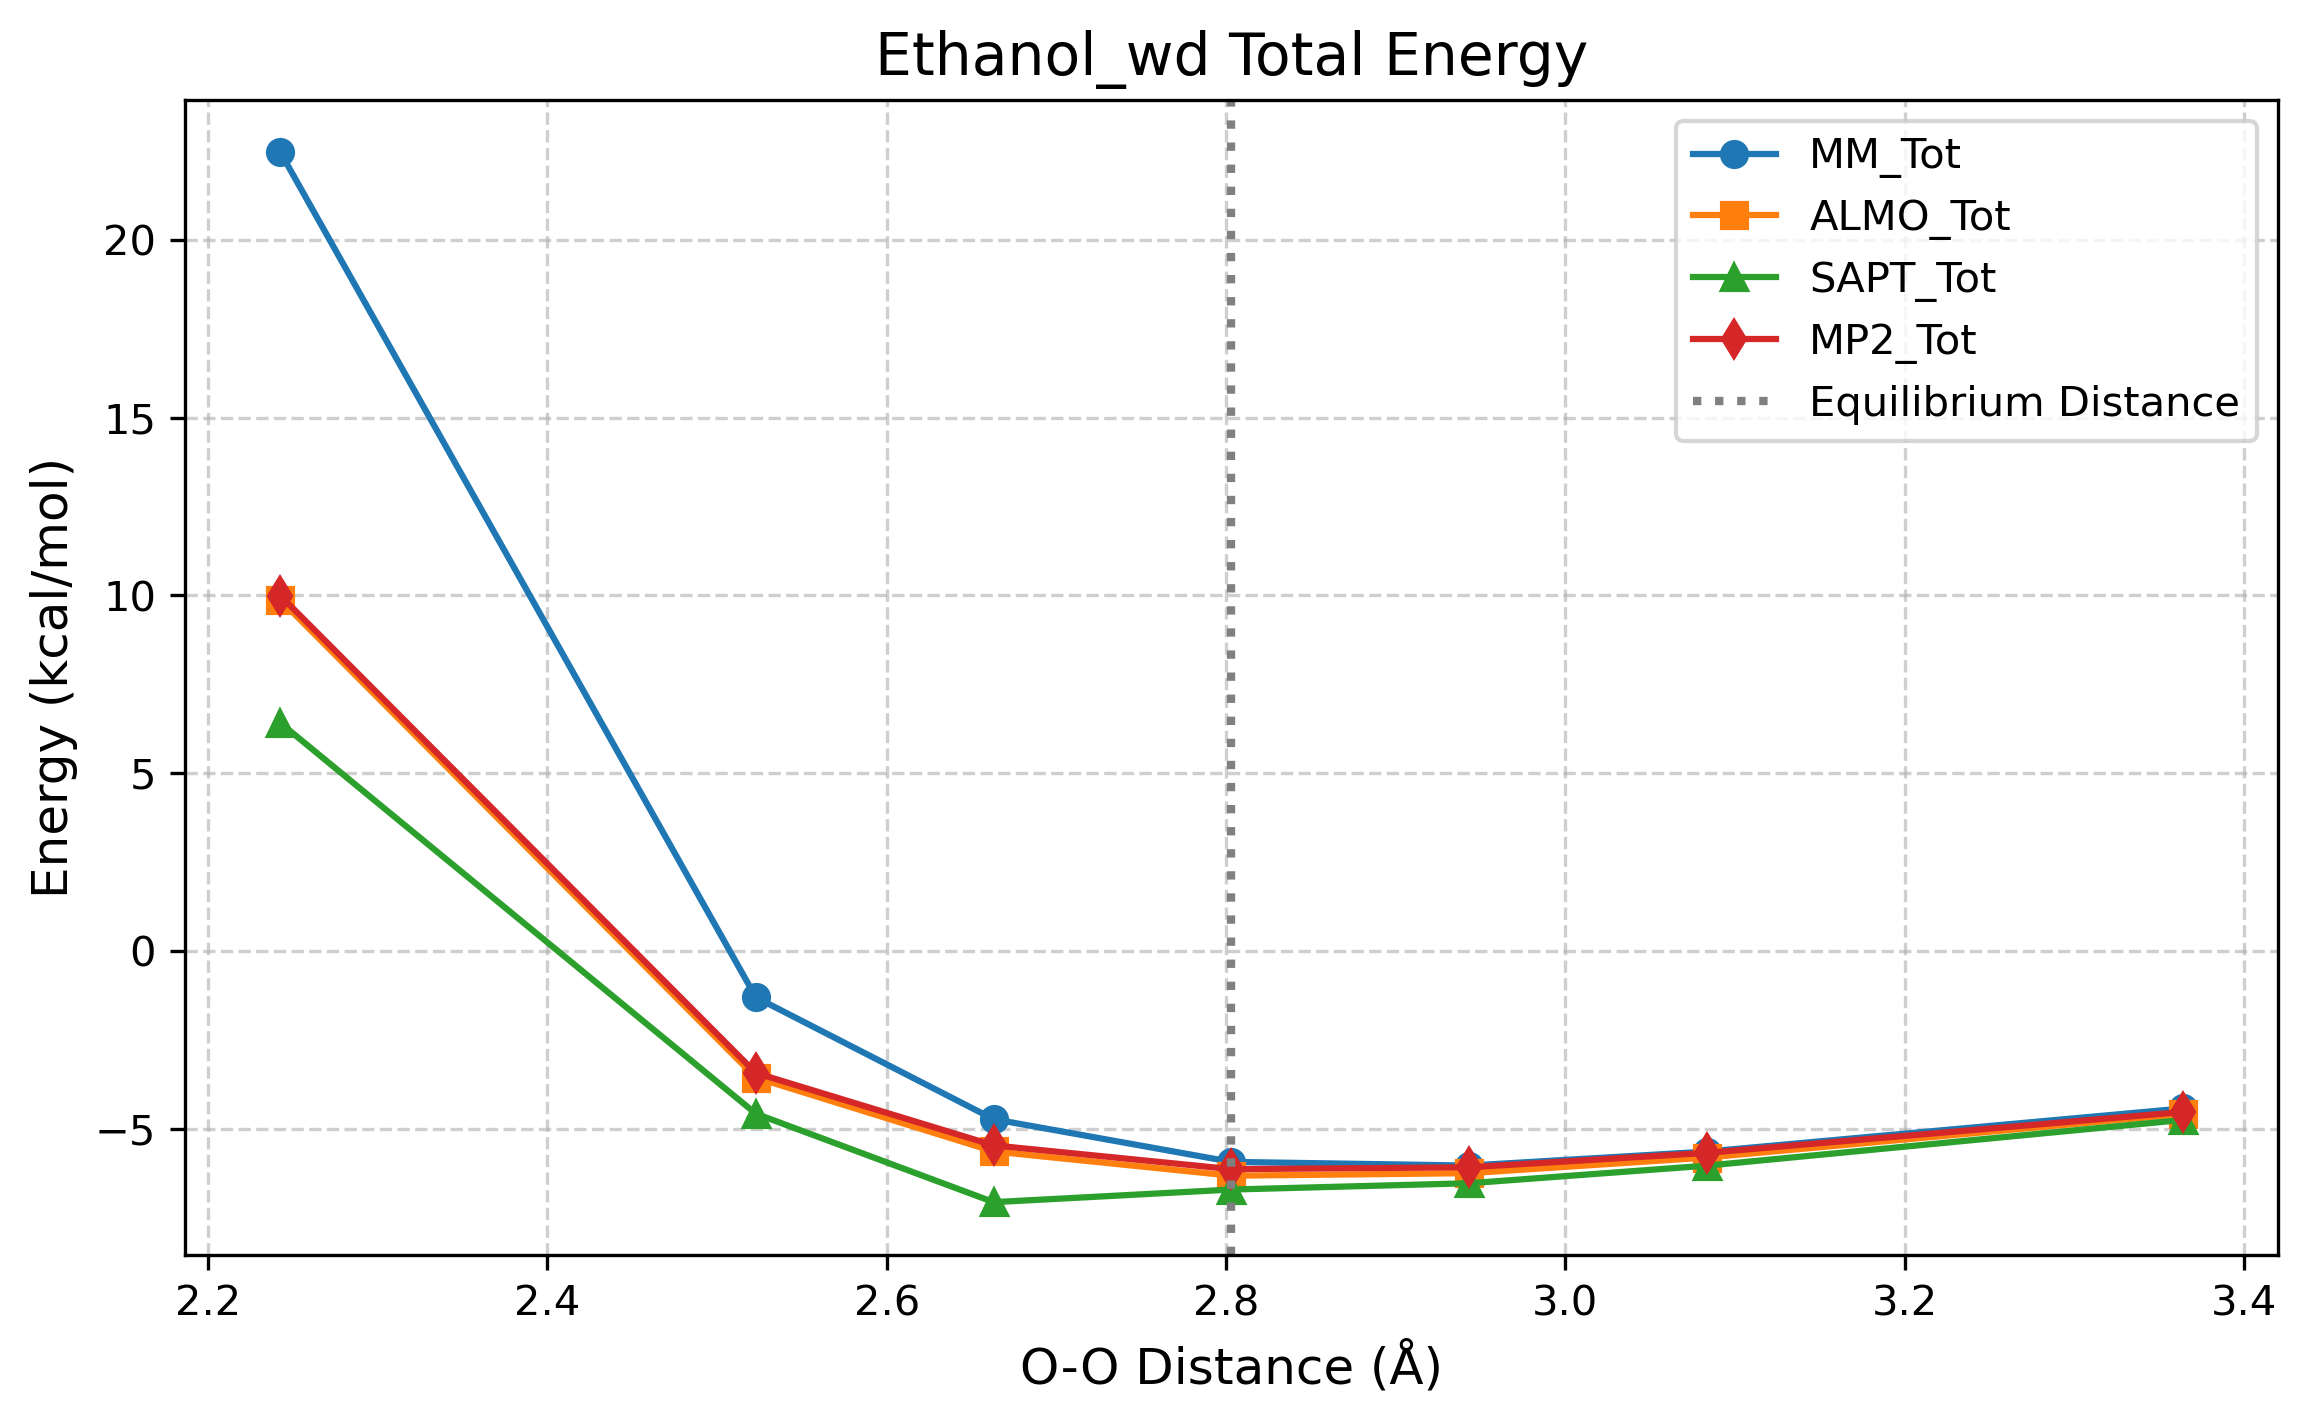 Ethanol_wd Total Energy
MM_Tot
ALMO_Tot
SAPT_Tot
MP2_Tot
Equilibrium Distance
Energy (kcal/mol)
20
15
10
5
0
−5
2.2 2.4 2.6 2.8 3.0 3.2 3.4
O-O Distance (Å)